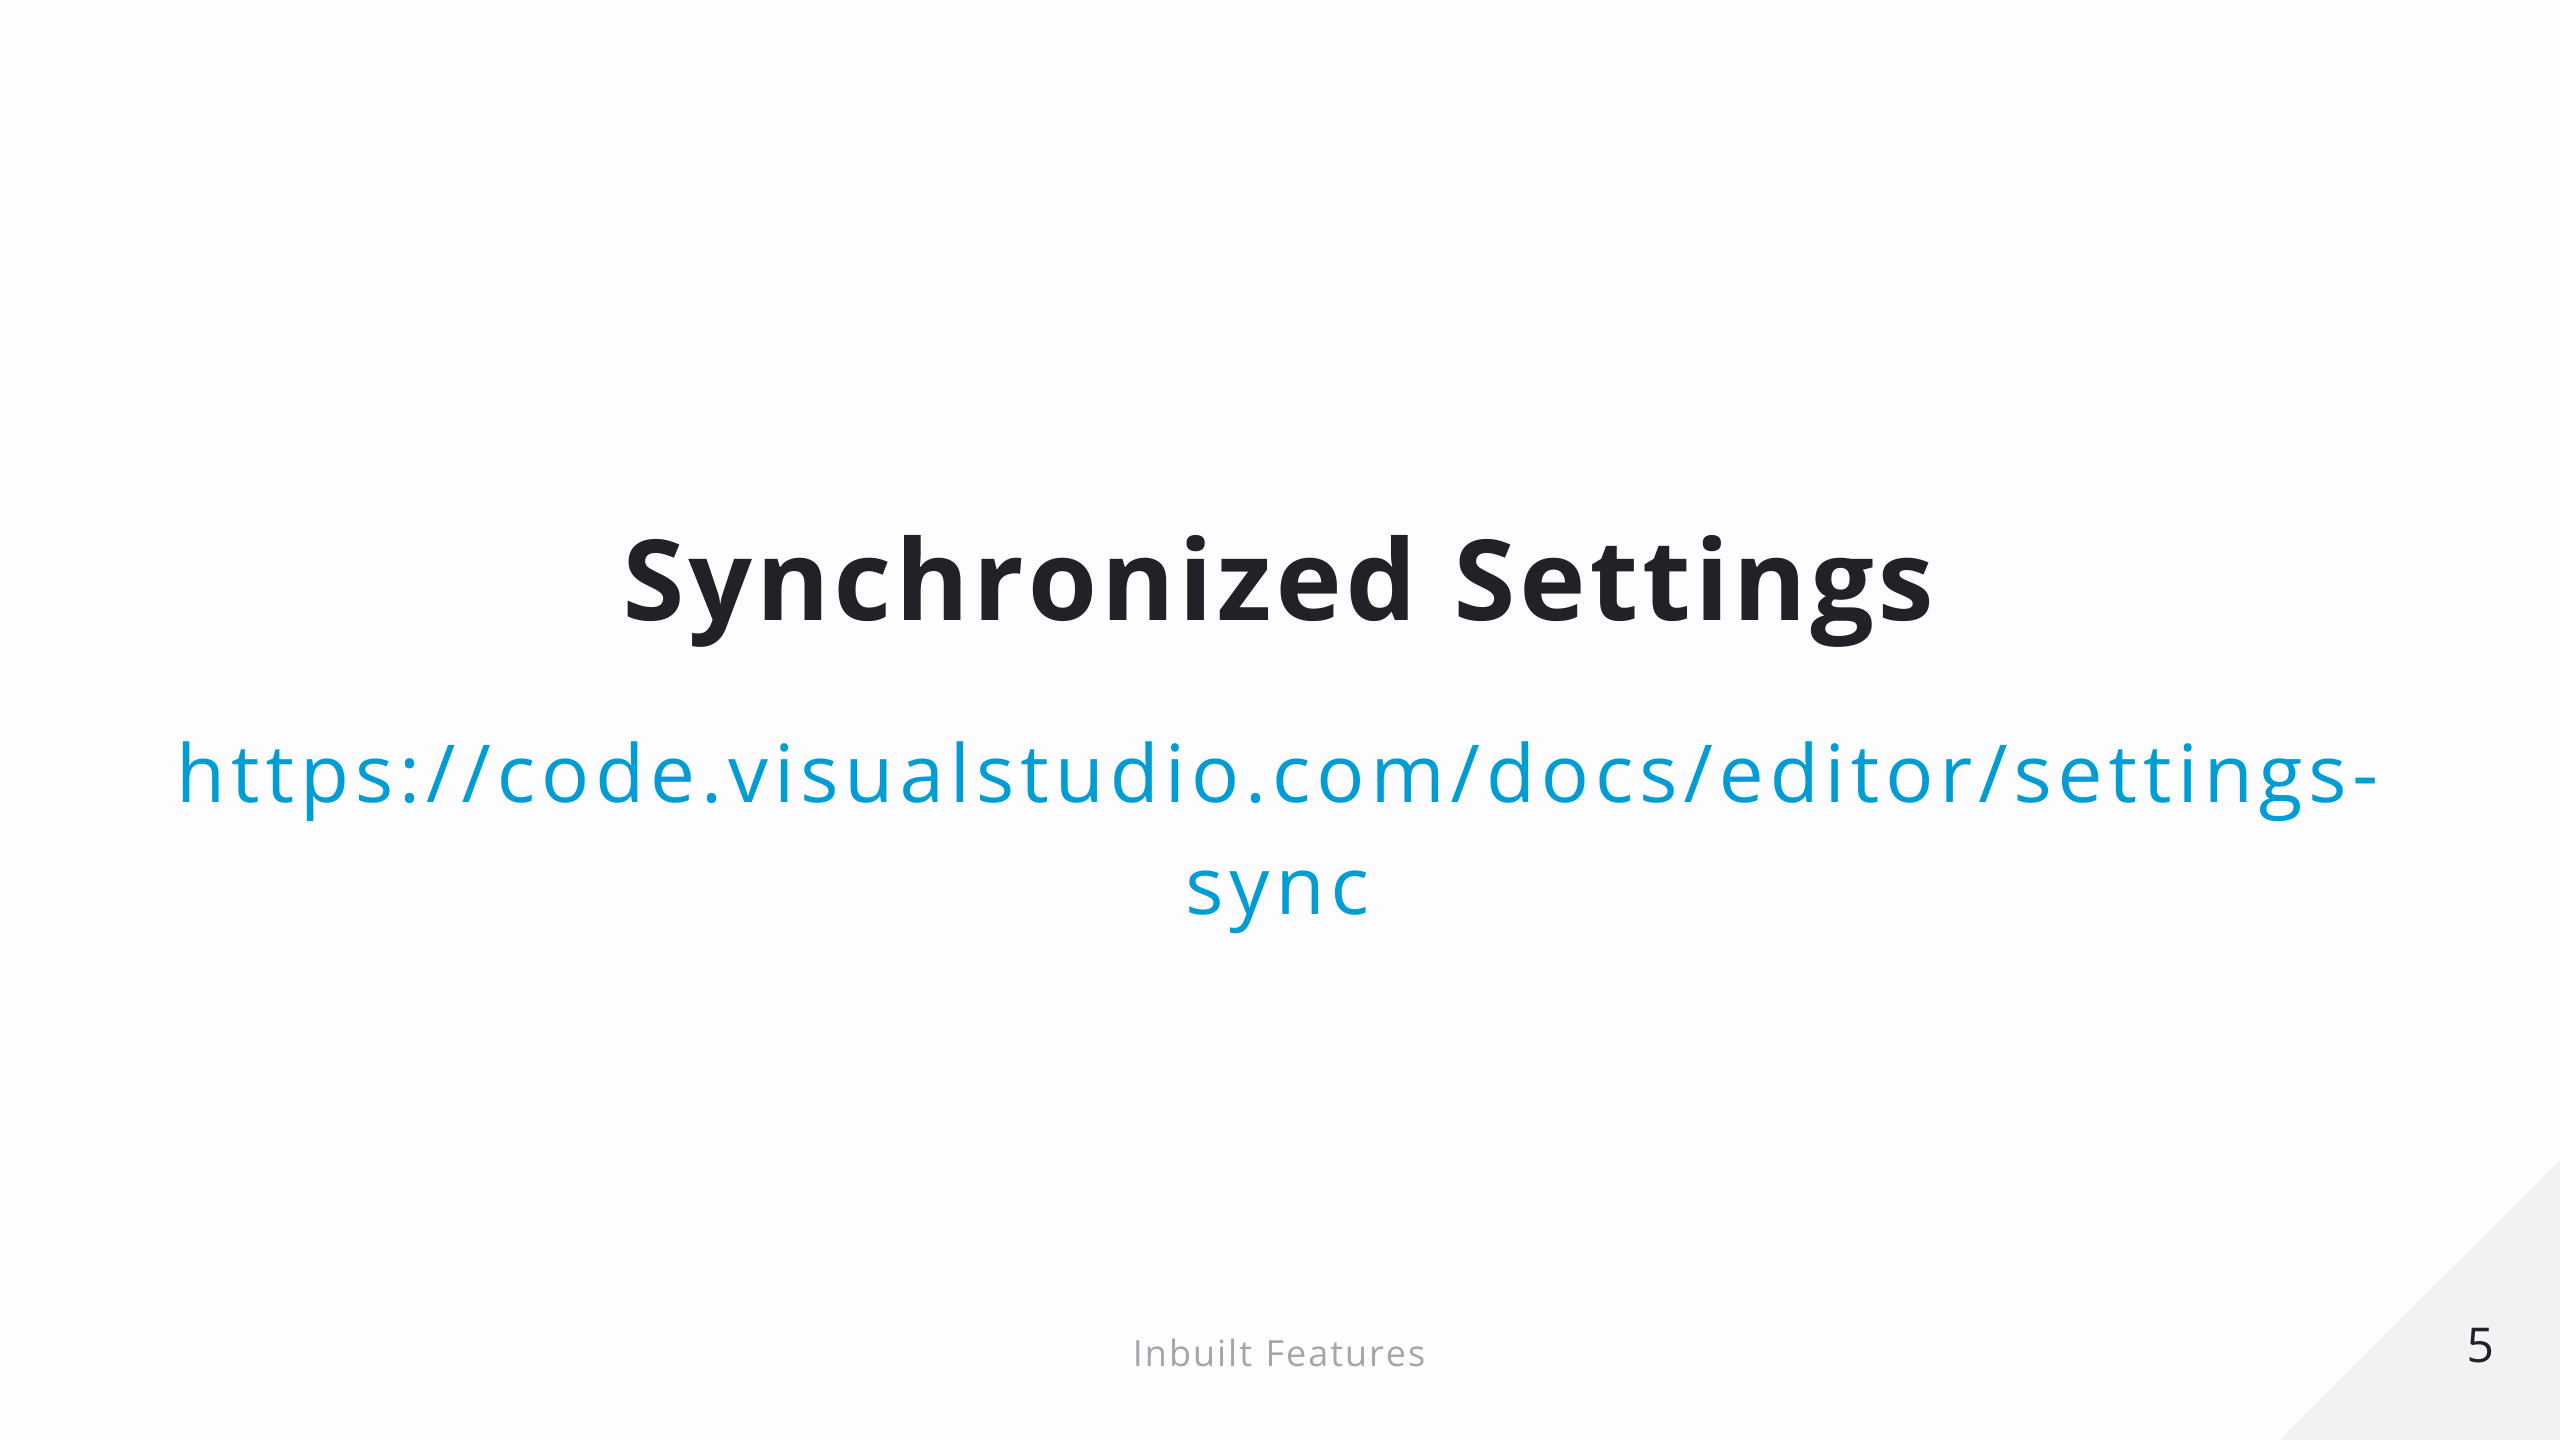 Synchronized Settings
https://code.visualstudio.com/docs/editor/settings-
sync
Inbuilt Features
5